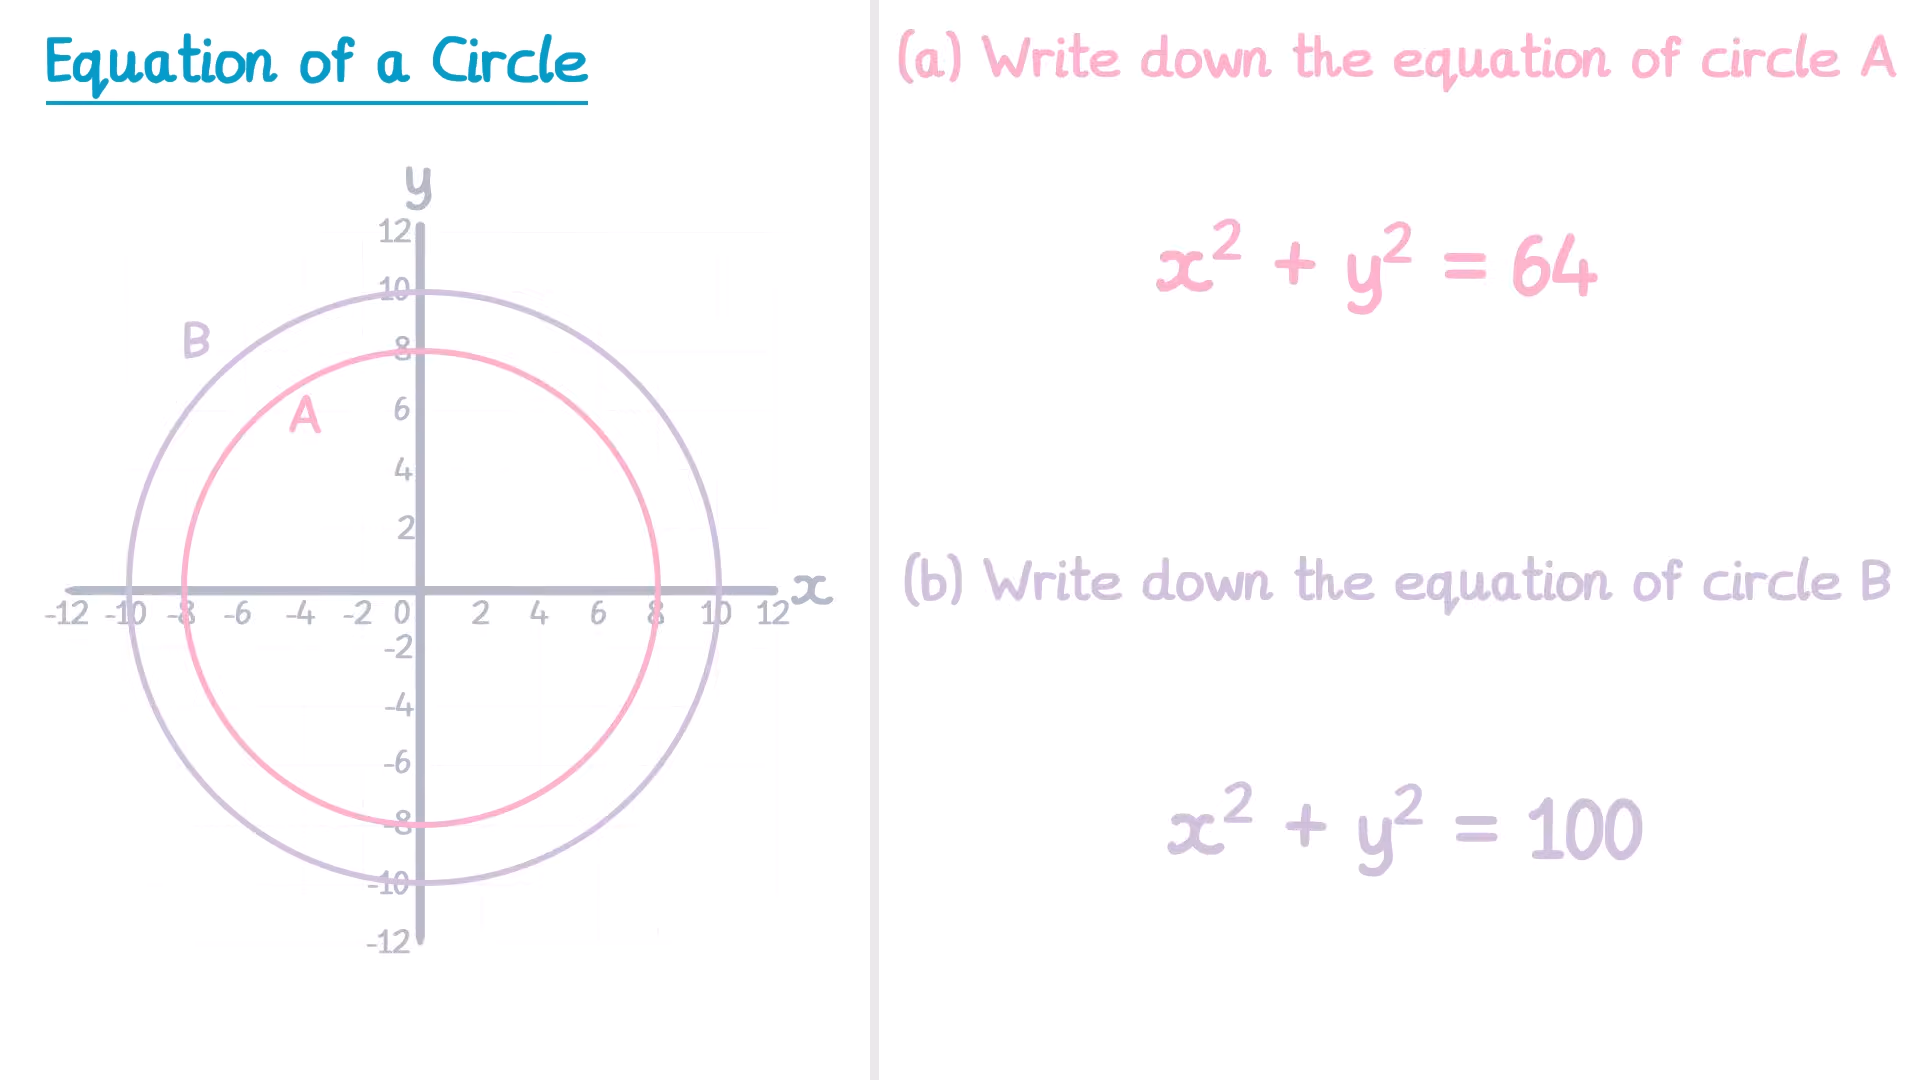 Equation of a Circle
y
12
10
8
6
4
2
B
A
x
-12 -10 -8 -6 -4 -2 0 2 4 6 8 10 12
-2
-4
-6
-8
-10
-12
(a) Write down the equation of circle A
x² + y² = 64
(b) Write down the equation of circle B
x² + y² = 100